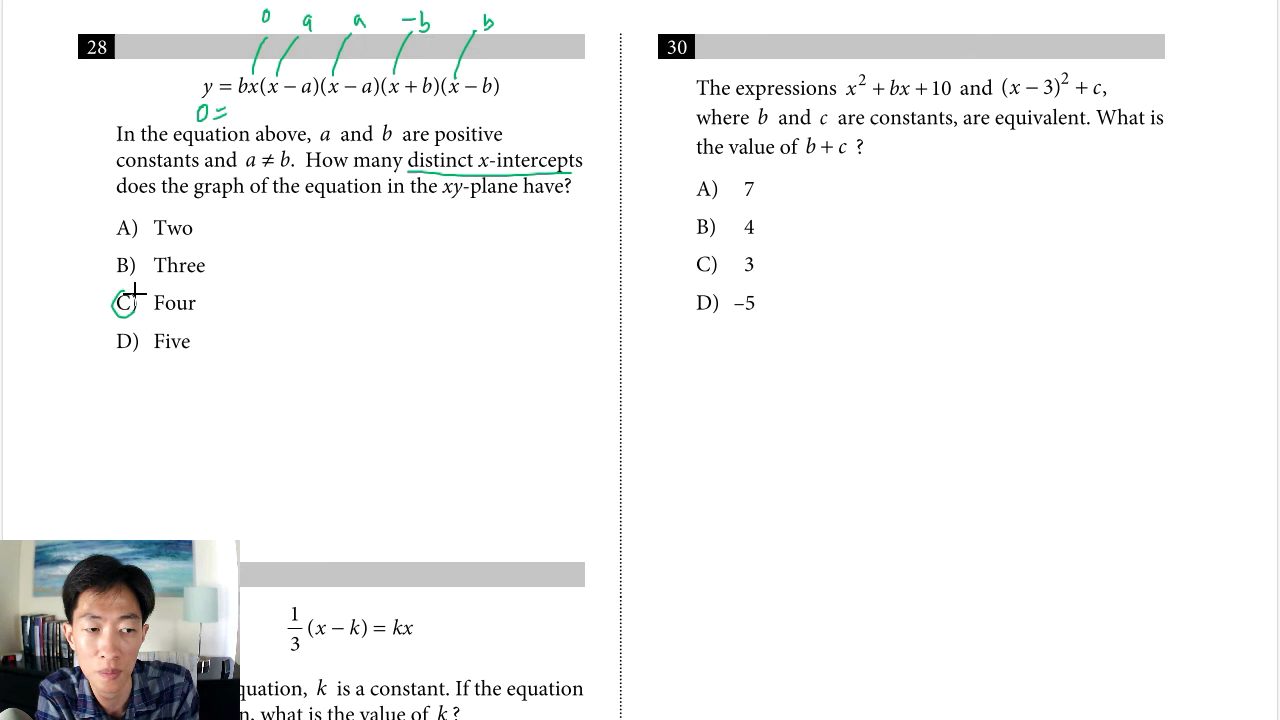 0 a a -b b
28
y = bx(x − a)(x − a)(x + b)(x − b)
0 =
In the equation above, a and b are positive
constants and a ≠ b. How many distinct x-intercepts
does the graph of the equation in the xy-plane have?
A) Two
B) Three
C) Four
D) Five
1/3 (x − k) = kx
quation, k is a constant. If the equation
n, what is the value of k ?
30
The expressions x² + bx + 10 and (x − 3)² + c,
where b and c are constants, are equivalent. What is
the value of b + c ?
A) 7
B) 4
C) 3
D) –5